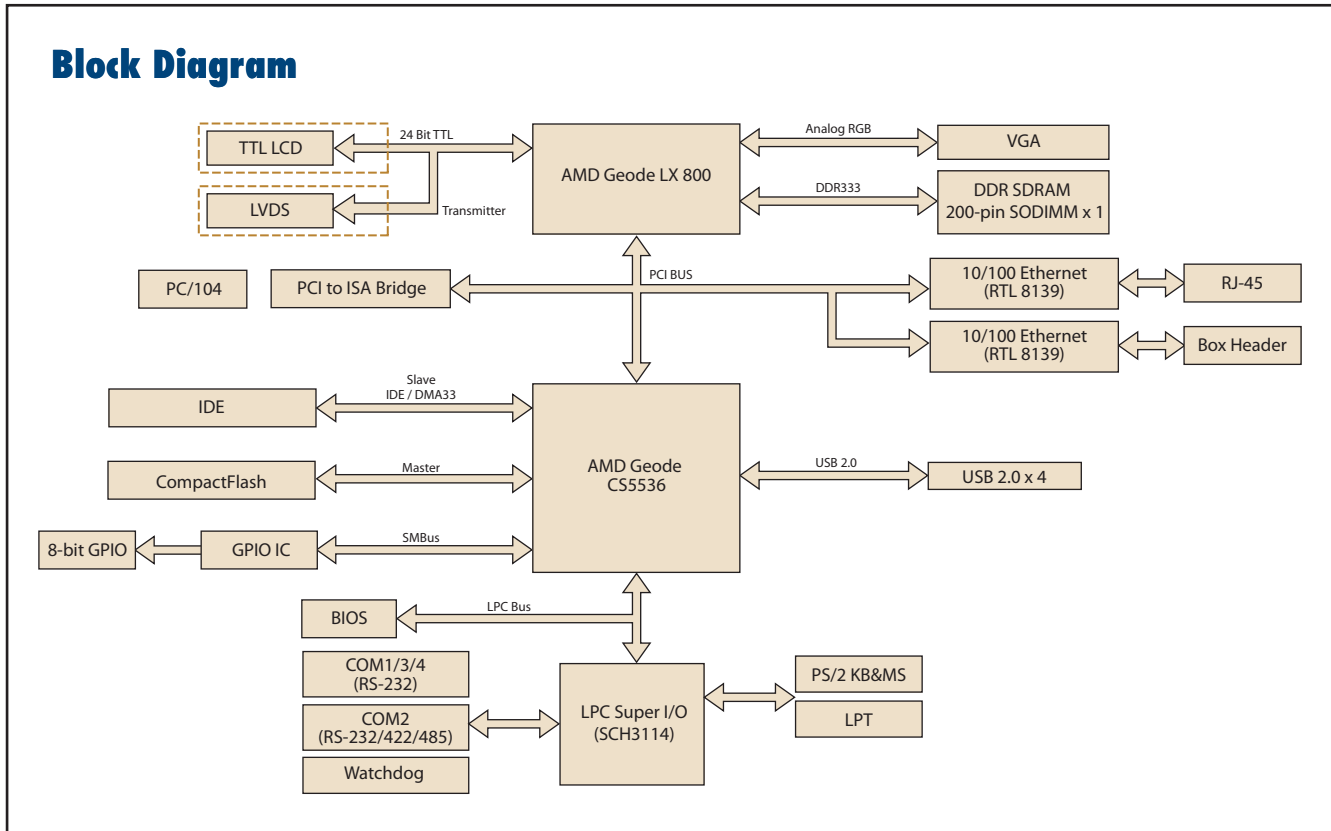 Block Diagram
TTL LCD
24 Bit TTL
LVDS
Transmitter
AMD Geode LX 800
Analog RGB
VGA
DDR333
DDR SDRAM
200-pin SODIMM x 1
PC/104
PCI to ISA Bridge
PCI BUS
10/100 Ethernet
(RTL 8139)
RJ-45
10/100 Ethernet
(RTL 8139)
Box Header
IDE
Slave
IDE / DMA33
CompactFlash
Master
AMD Geode
CS5536
USB 2.0
USB 2.0 x 4
8-bit GPIO
GPIO IC
SMBus
BIOS
LPC Bus
COM1/3/4
(RS-232)
COM2
(RS-232/422/485)
Watchdog
LPC Super I/O
(SCH3114)
PS/2 KB&MS
LPT